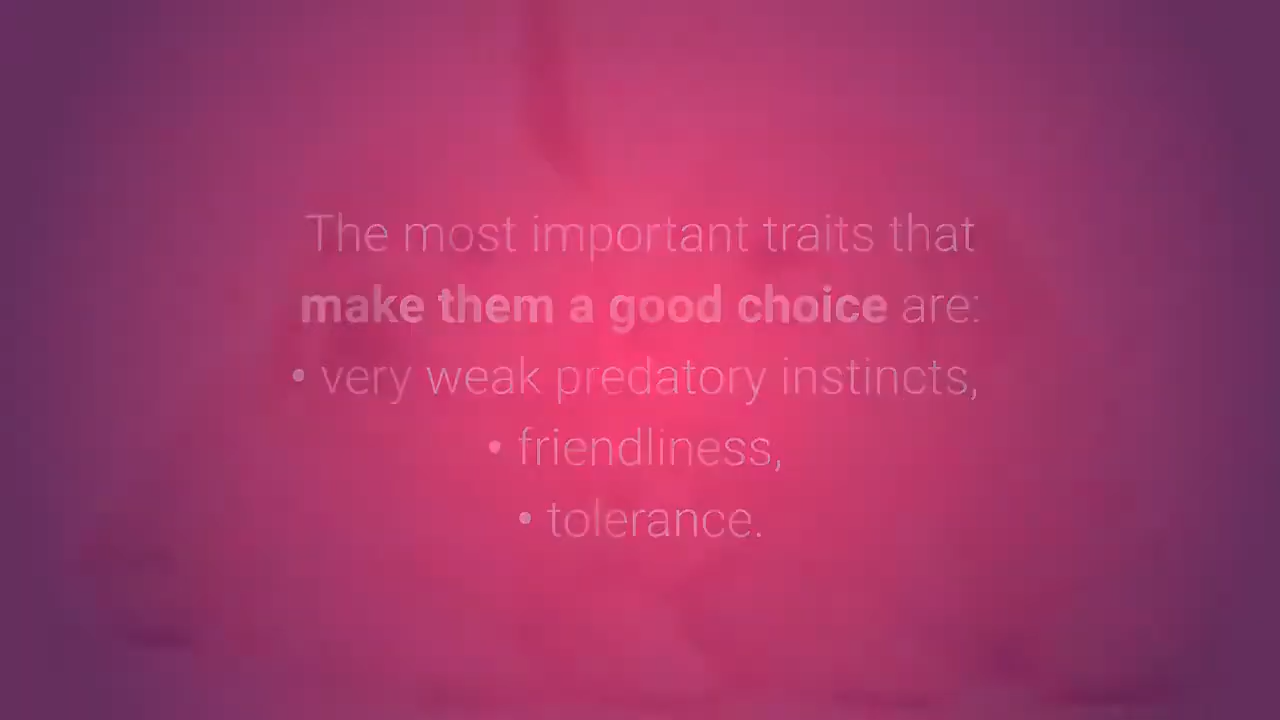 The most important traits that
make them a good choice are:
• very weak predatory instincts,
• friendliness,
• tolerance.